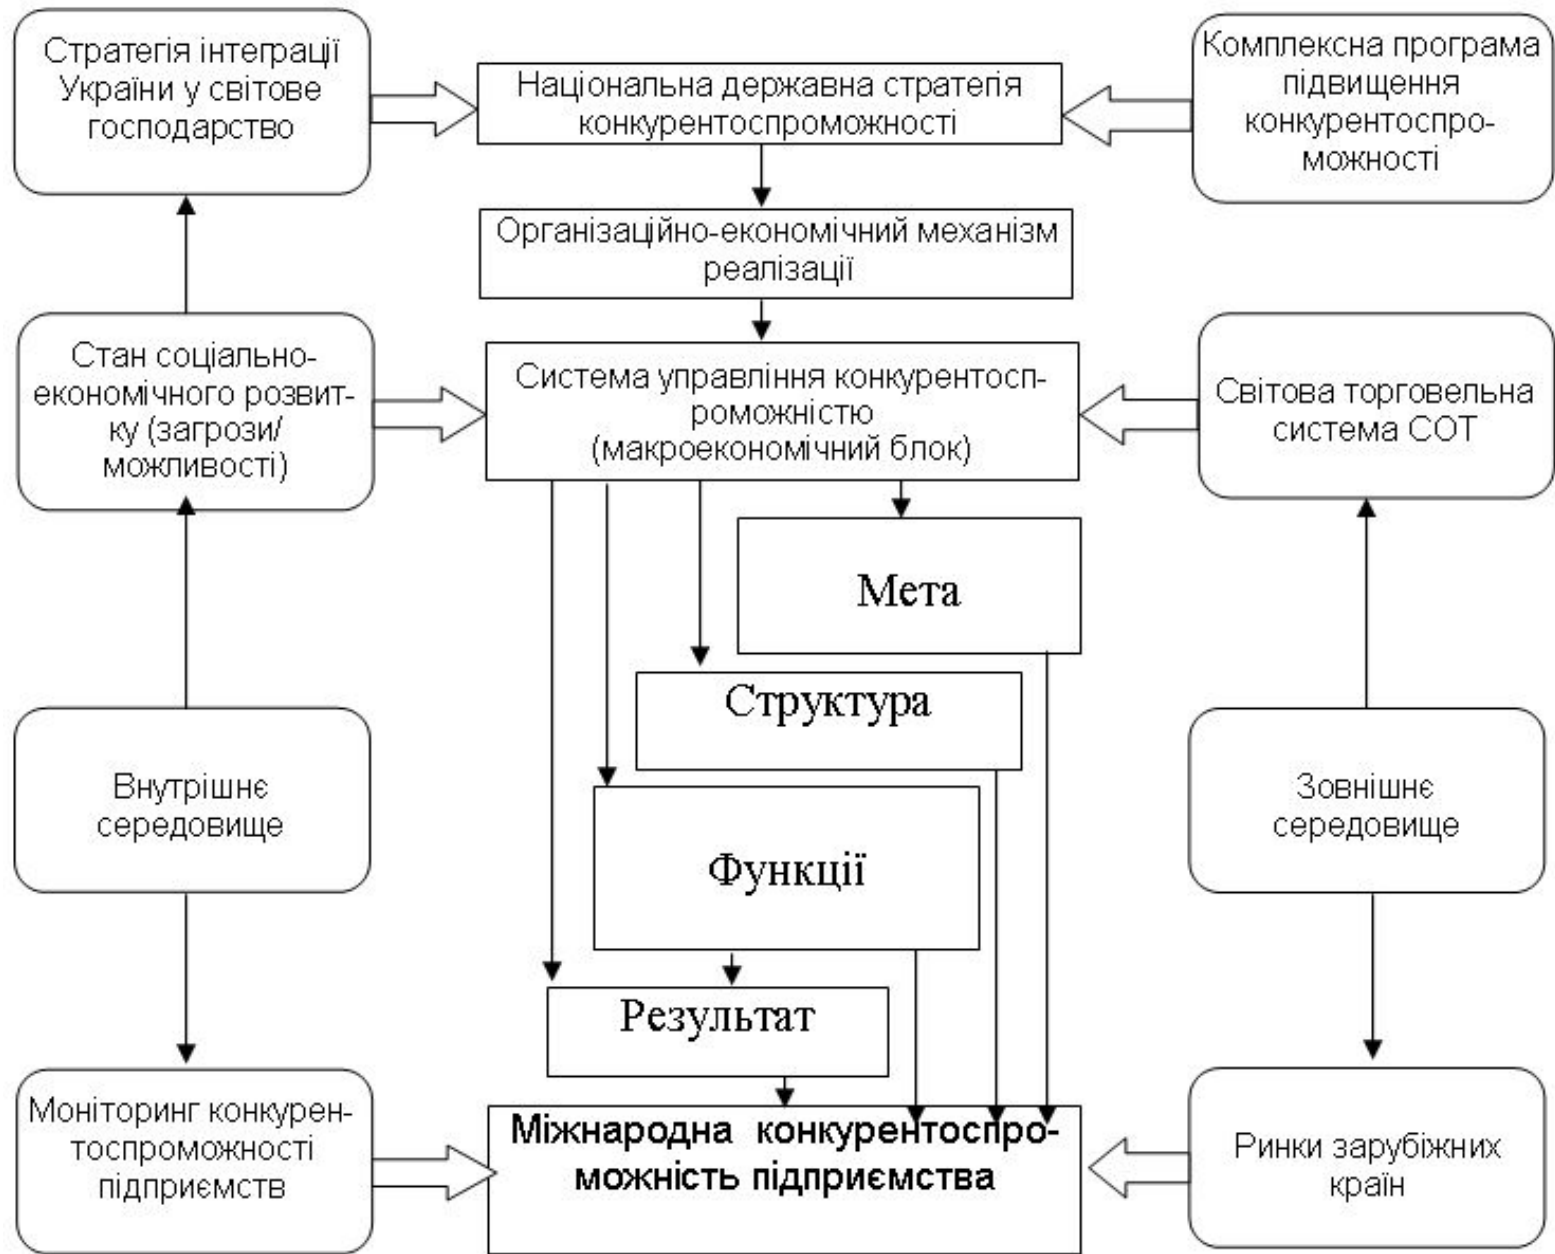 Стратегія інтеграції
України у світове
господарство
Національна державна стратегія
конкурентоспроможності
Комплексна програма
підвищення
конкурентоспро-
можності
Організаційно-економічний механізм
реалізації
Стан соціально-
економічного розвит-
ку (загрози/
можливості)
Система управління конкурентосп-
роможністю
(макроекономічний блок)
Світова торговельна
система СОТ
Мета
Структура
Внутрішнє
середовище
Функції
Зовнішнє
середовище
Результат
Моніторинг конкурен-
тоспроможності
підприємств
Міжнародна конкурентоспро-
можність підприємства
Ринки зарубіжних
країн